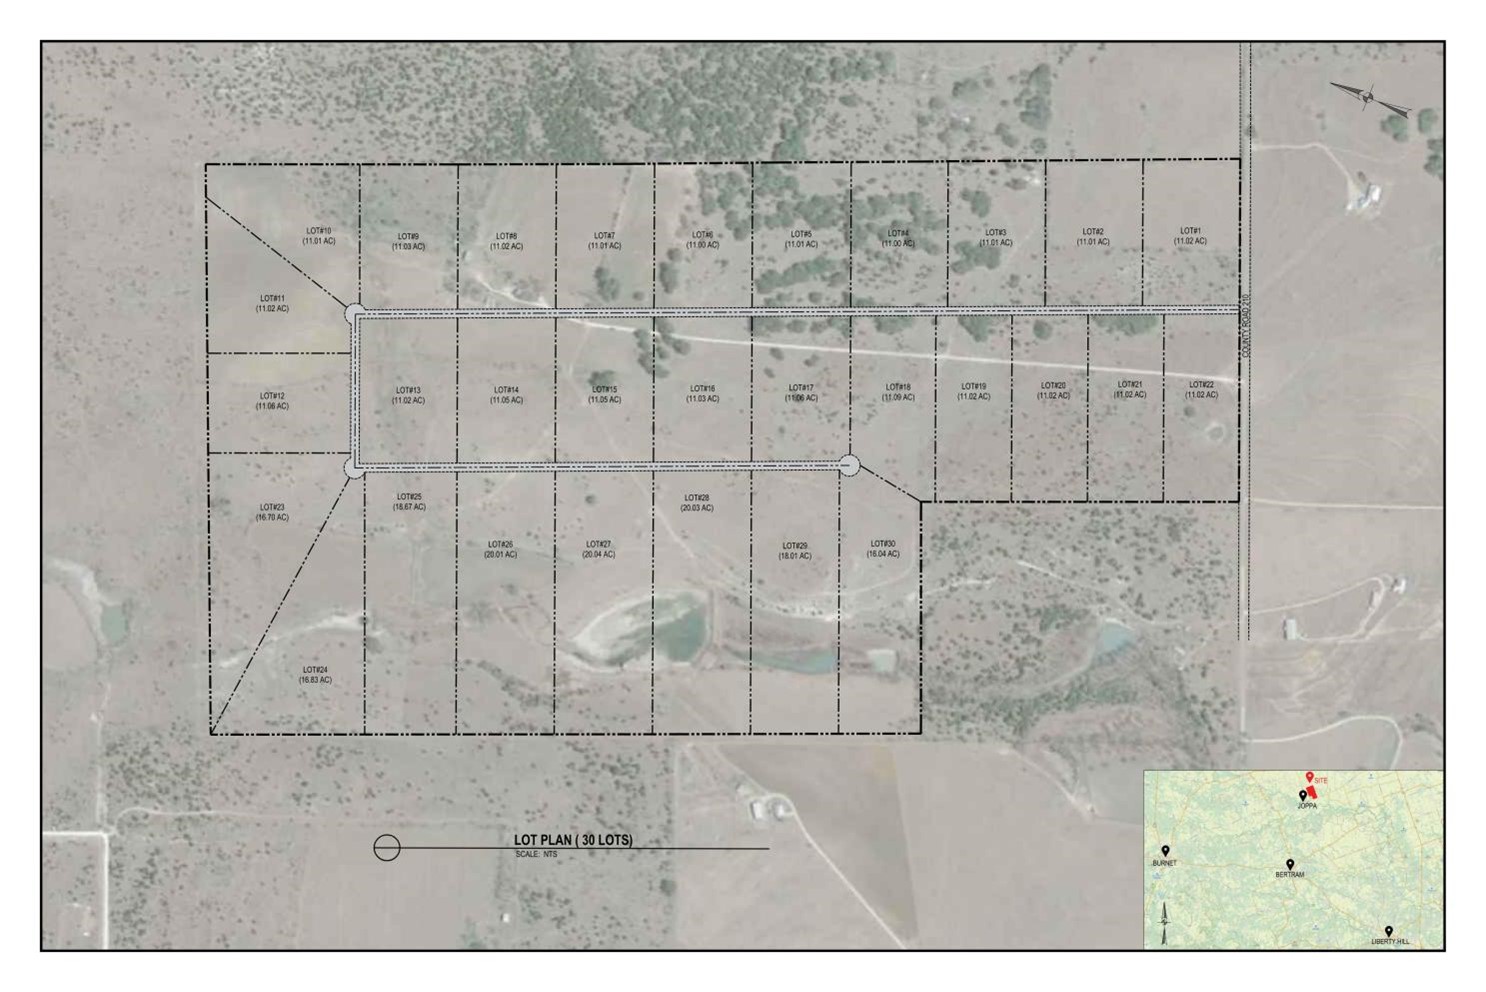 LOT#10
(11.01 AC)
LOT#9
(11.03 AC)
LOT#8
(11.02 AC)
LOT#7
(11.01 AC)
LOT#6
(11.00 AC)
LOT#5
(11.01 AC)
LOT#4
(11.00 AC)
LOT#3
(11.01 AC)
LOT#2
(11.01 AC)
LOT#1
(11.02 AC)
LOT#11
(11.02 AC)
COUNTY ROAD 210
LOT#12
(11.06 AC)
LOT#13
(11.02 AC)
LOT#14
(11.05 AC)
LOT#15
(11.05 AC)
LOT#16
(11.03 AC)
LOT#17
(11.06 AC)
LOT#18
(11.09 AC)
LOT#19
(11.02 AC)
LOT#20
(11.02 AC)
LOT#21
(11.02 AC)
LOT#22
(11.02 AC)
LOT#23
(16.70 AC)
LOT#25
(18.67 AC)
LOT#26
(20.01 AC)
LOT#27
(20.04 AC)
LOT#28
(20.03 AC)
LOT#29
(18.01 AC)
LOT#30
(16.04 AC)
LOT#24
(16.83 AC)
LOT PLAN ( 30 LOTS)
SCALE: NTS
SITE
JOPPA
BURNET
BERTRAM
LIBERTY HILL